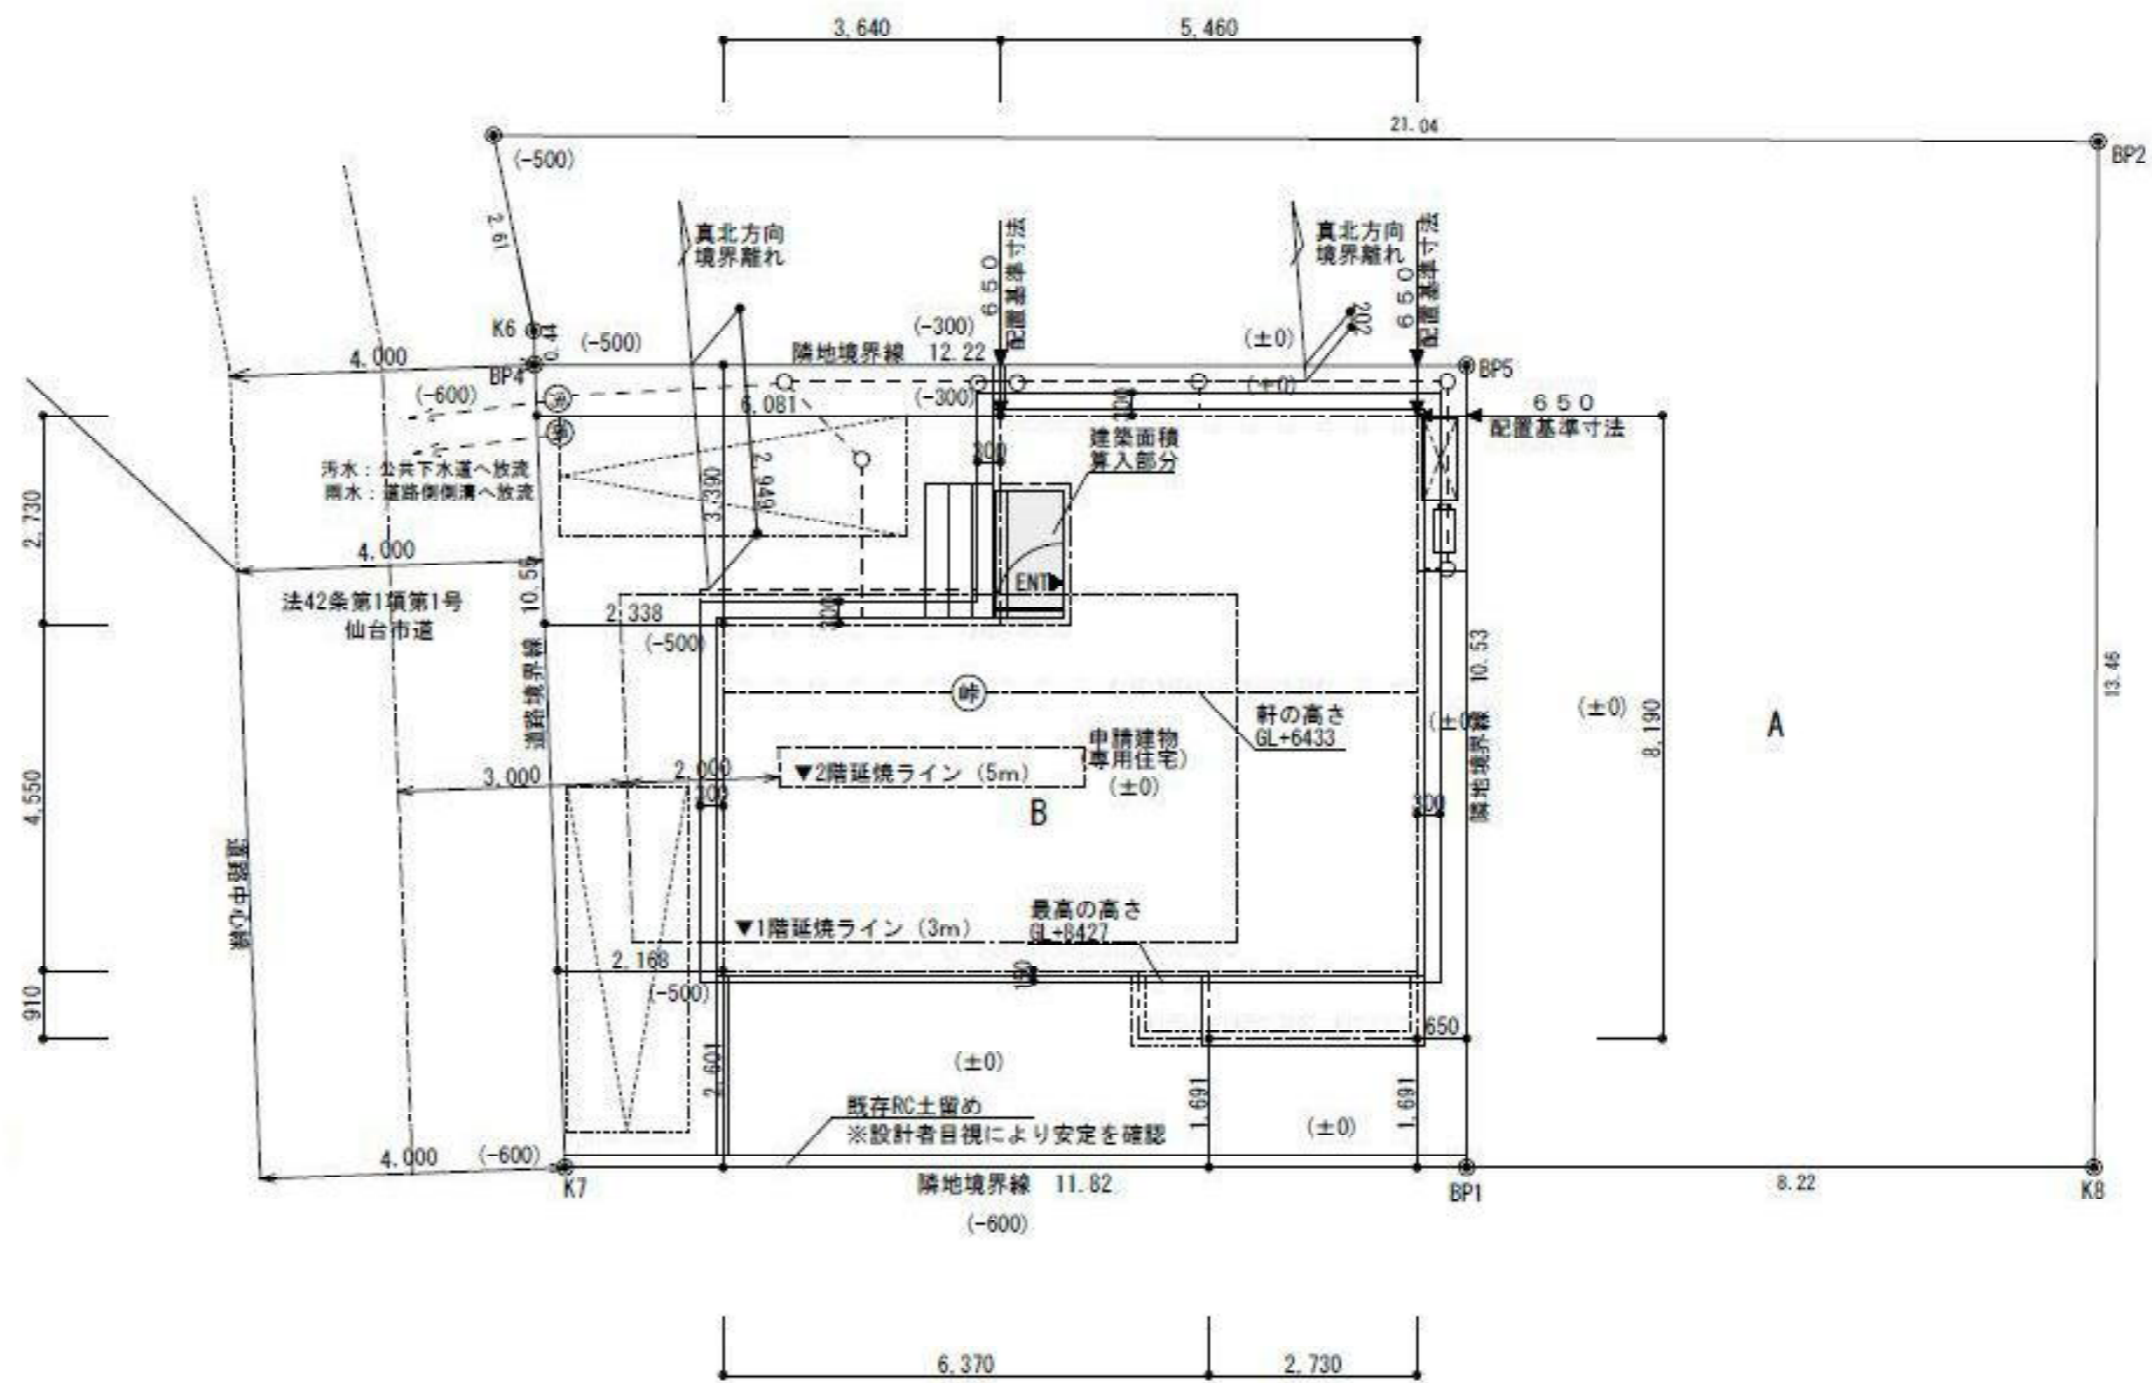 3,640
5,460
21.04
BP2
(-500)
2.61
真北方向
境界離れ
650
配置基準寸法
真北方向
境界離れ
202
650
配置基準寸法
K6
0.44
(-500)
(-300)
(±0)
4.000
BP4
隣地境界線 12.22
BP5
(-600)
6,081
(-300)
(±0)
650
配置基準寸法
汚水：公共下水道へ放流
雨水：道路側側溝へ放流
3,390
2,949
300
建築面積
算入部分
2,730
4.000
法42条第1項第1号
仙台市道
10.56
道路境界線
ENT
2,338
300
(-500)
峠
軒の高さ
GL+6433
申請建物
(専用住宅)
(±0)
(±0)
隣地境界線 10.53
(±0)
8,190
A
13.46
3.000
2.000
▼2階延焼ライン（5m）
300
B
300
4,550
道路中心線
▼1階延焼ライン（3m）
最高の高さ
GL+8427
2,168
(-500)
150
910
650
2,601
(±0)
1,691
1,691
既存RC土留め
※設計者目視により安定を確認
(±0)
4.000
(-600)
K7
隣地境界線 11.82
BP1
8.22
K8
(-600)
6,370
2,730